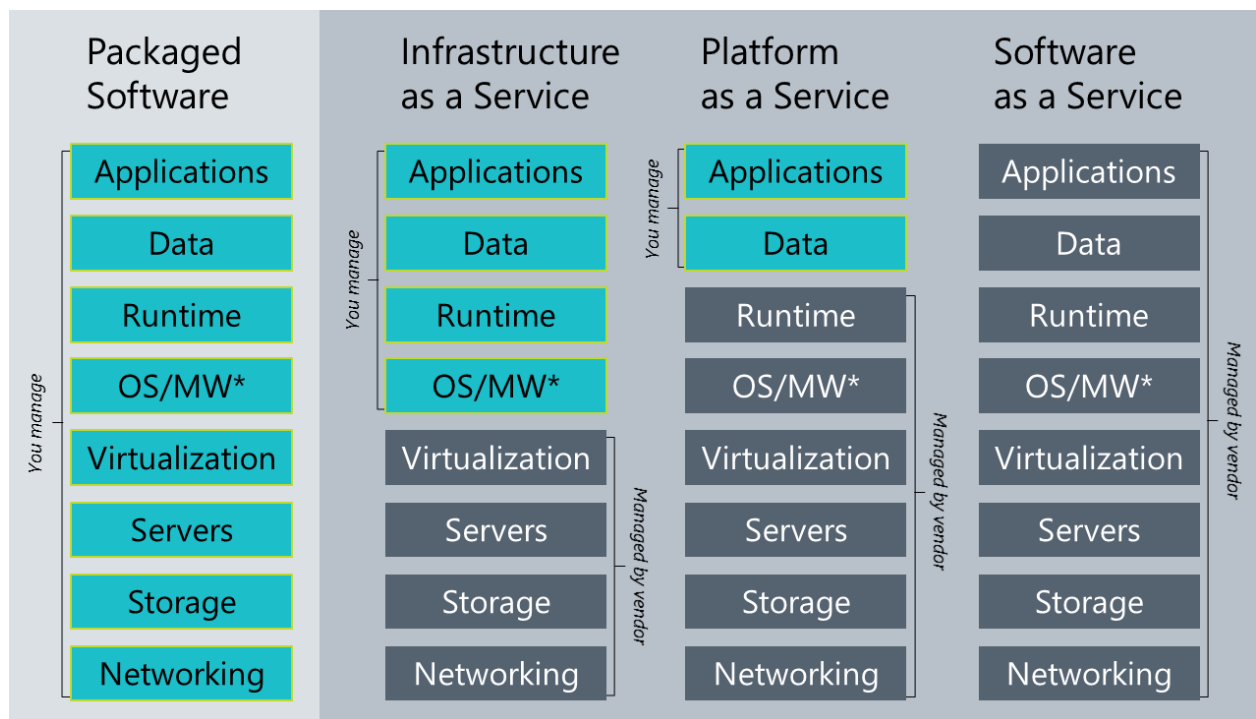 Packaged
Software
You manage
Applications
Data
Runtime
OS/MW*
Virtualization
Servers
Storage
Networking
Infrastructure
as a Service
You manage
Applications
Data
Runtime
OS/MW*
Virtualization
Servers
Storage
Networking
Managed by vendor
Platform
as a Service
You manage
Applications
Data
Runtime
OS/MW*
Virtualization
Servers
Storage
Networking
Managed by vendor
Software
as a Service
Applications
Data
Runtime
OS/MW*
Virtualization
Servers
Storage
Networking
Managed by vendor